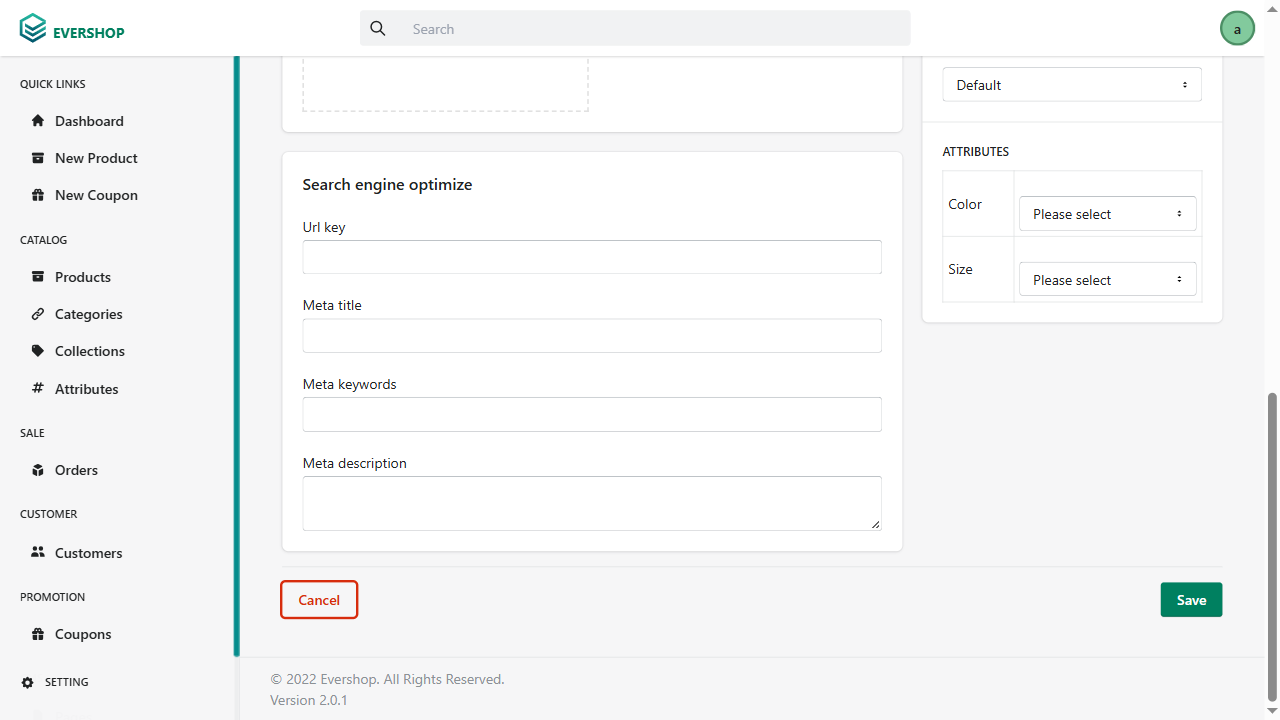 EVERSHOP
Search
a
QUICK LINKS
Dashboard
New Product
New Coupon
CATALOG
Products
Categories
Collections
Attributes
SALE
Orders
CUSTOMER
Customers
PROMOTION
Coupons
SETTING
Search engine optimize
Url key
Meta title
Meta keywords
Meta description
Cancel
Save
Default
ATTRIBUTES
Color
Please select
Size
Please select
© 2022 Evershop. All Rights Reserved.
Version 2.0.1